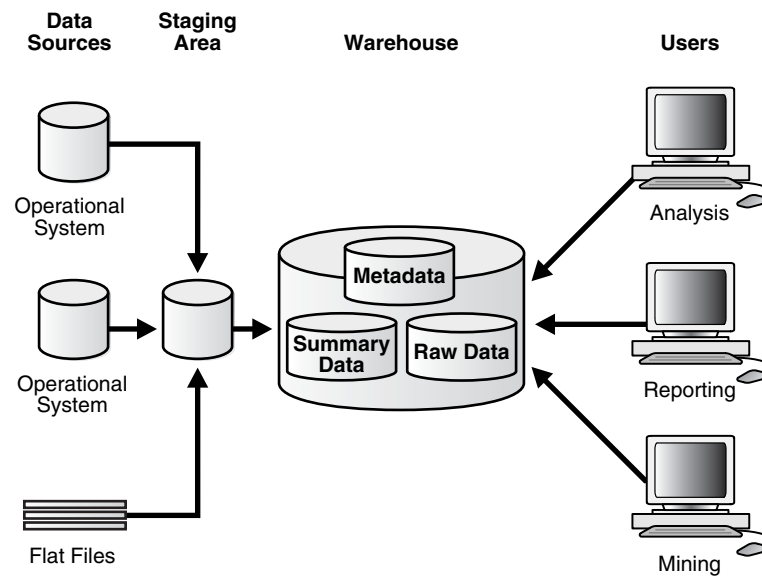 Data
Sources
Staging
Area
Warehouse
Users
Operational
System
Operational
System
Flat Files
Metadata
Summary
Data
Raw Data
Analysis
Reporting
Mining